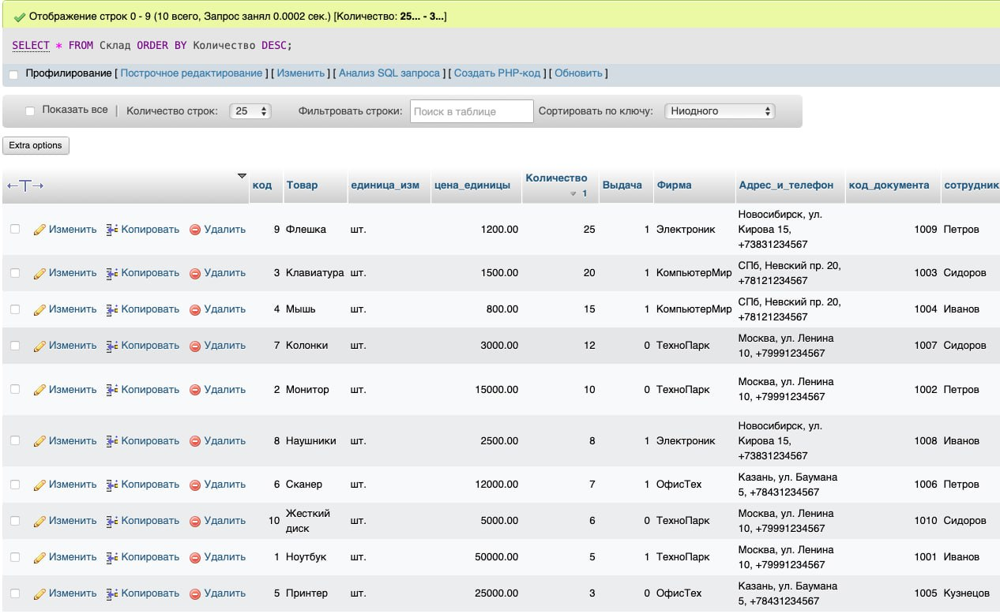 Отображение строк 0 - 9 (10 всего, Запрос занял 0.0002 сек.) [Количество: 25... - 3...]
SELECT * FROM Склад ORDER BY Количество DESC;
Профилирование [ Построчное редактирование ] [ Изменить ] [ Анализ SQL запроса ] [ Создать PHP-код ] [ Обновить ]
Показать все | Количество строк: 25 Фильтровать строки: Поиск в таблице Сортировать по ключу: Ниодного
Extra options
←T→ код Товар единица_изм цена_единицы Количество 1 Выдача Фирма Адрес_и_телефон код_документа сотрудник
Изменить Копировать Удалить 9 Флешка шт. 1200.00 25 1 Электроник Новосибирск, ул.
Кирова 15,
+73831234567 1009 Петров
Изменить Копировать Удалить 3 Клавиатура шт. 1500.00 20 1 КомпьютерМир СПб, Невский пр. 20,
+78121234567 1003 Сидоров
Изменить Копировать Удалить 4 Мышь шт. 800.00 15 1 КомпьютерМир СПб, Невский пр. 20,
+78121234567 1004 Иванов
Изменить Копировать Удалить 7 Колонки шт. 3000.00 12 0 ТехноПарк Москва, ул. Ленина
10, +79991234567 1007 Сидоров
Изменить Копировать Удалить 2 Монитор шт. 15000.00 10 0 ТехноПарк Москва, ул. Ленина
10, +79991234567 1002 Петров
Изменить Копировать Удалить 8 Наушники шт. 2500.00 8 1 Электроник Новосибирск, ул.
Кирова 15,
+73831234567 1008 Иванов
Изменить Копировать Удалить 6 Сканер шт. 12000.00 7 1 ОфисТех Казань, ул. Баумана
5, +78431234567 1006 Петров
Изменить Копировать Удалить 10 Жесткий
диск шт. 5000.00 6 0 ТехноПарк Москва, ул. Ленина
10, +79991234567 1010 Сидоров
Изменить Копировать Удалить 1 Ноутбук шт. 50000.00 5 1 ТехноПарк Москва, ул. Ленина
10, +79991234567 1001 Иванов
Изменить Копировать Удалить 5 Принтер шт. 25000.00 3 0 ОфисТех Казань, ул. Баумана
5, +78431234567 1005 Кузнецов